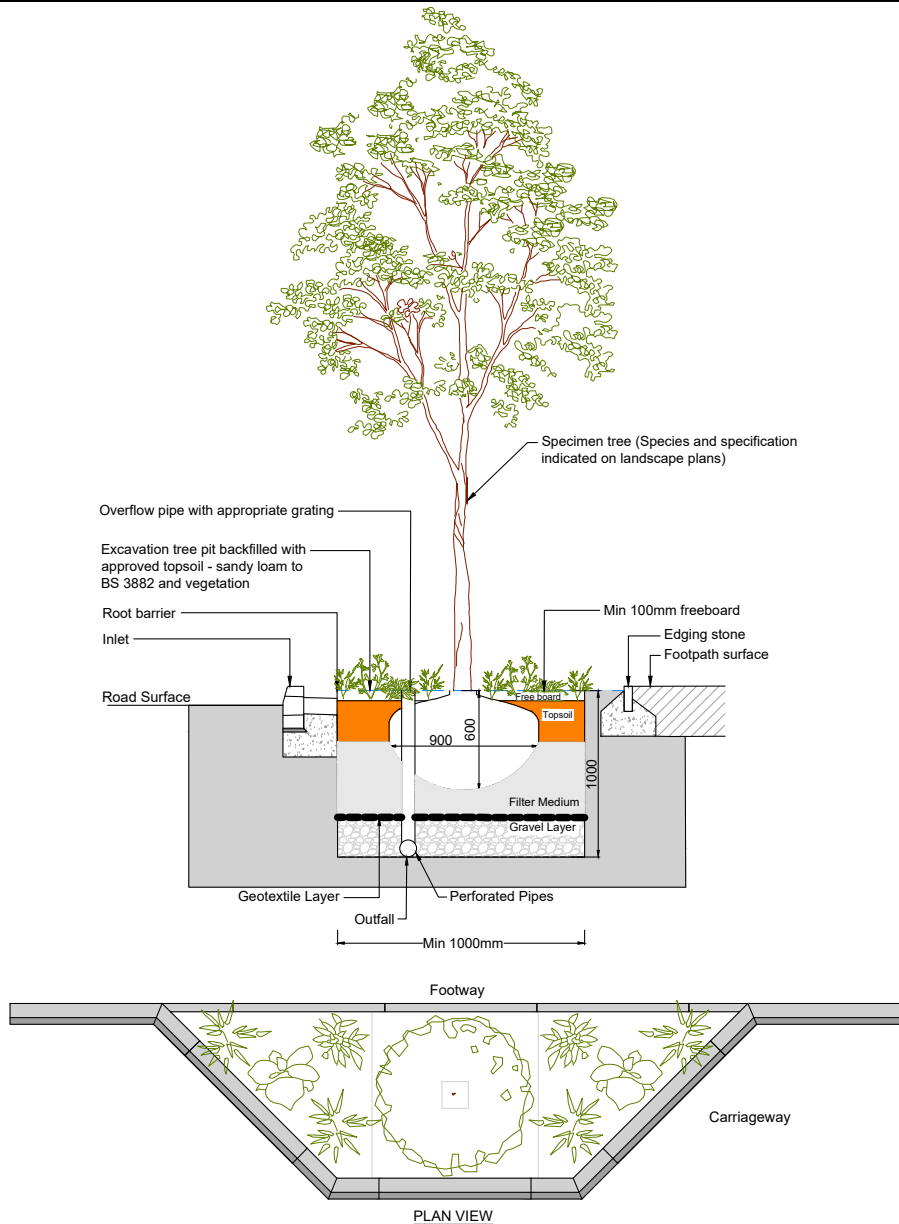 Specimen tree (Species and specification
indicated on landscape plans)
Overflow pipe with appropriate grating
Excavation tree pit backfilled with
approved topsoil - sandy loam to
BS 3882 and vegetation
Root barrier
Min 100mm freeboard
Inlet
Edging stone
Footpath surface
Road Surface
Free board
Topsoil
600
900
1000
Filter Medium
Gravel Layer
Geotextile Layer
Perforated Pipes
Outfall
Min 1000mm
Footway
Carriageway
PLAN VIEW